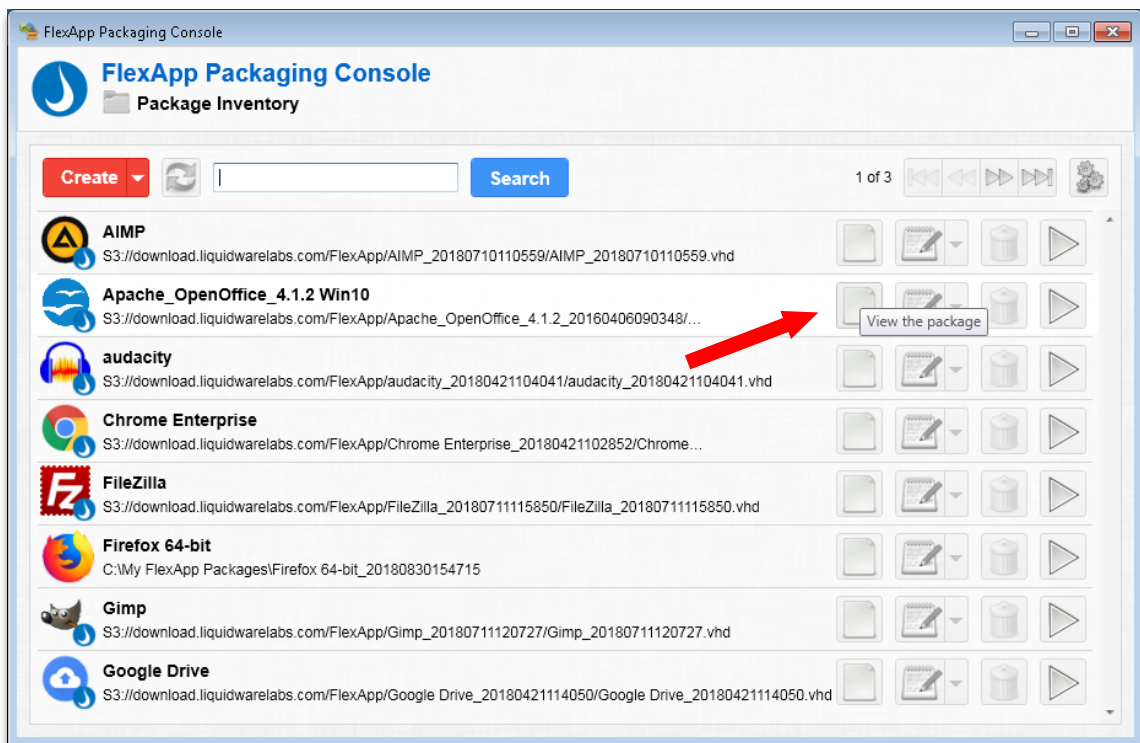 FlexApp Packaging Console
FlexApp Packaging Console
Package Inventory
Create
Search
1 of 3
AIMP
S3://download.liquidwarelabs.com/FlexApp/AIMP_20180710110559/AIMP_20180710110559.vhd
Apache_OpenOffice_4.1.2 Win10
S3://download.liquidwarelabs.com/FlexApp/Apache_OpenOffice_4.1.2_20160406090348/...
View the package
audacity
S3://download.liquidwarelabs.com/FlexApp/audacity_20180421104041/audacity_20180421104041.vhd
Chrome Enterprise
S3://download.liquidwarelabs.com/FlexApp/Chrome Enterprise_20180421102852/Chrome...
FileZilla
S3://download.liquidwarelabs.com/FlexApp/FileZilla_20180711115850/FileZilla_20180711115850.vhd
Firefox 64-bit
C:\My FlexApp Packages\Firefox 64-bit_20180830154715
Gimp
S3://download.liquidwarelabs.com/FlexApp/Gimp_20180711120727/Gimp_20180711120727.vhd
Google Drive
S3://download.liquidwarelabs.com/FlexApp/Google Drive_20180421114050/Google Drive_20180421114050.vhd